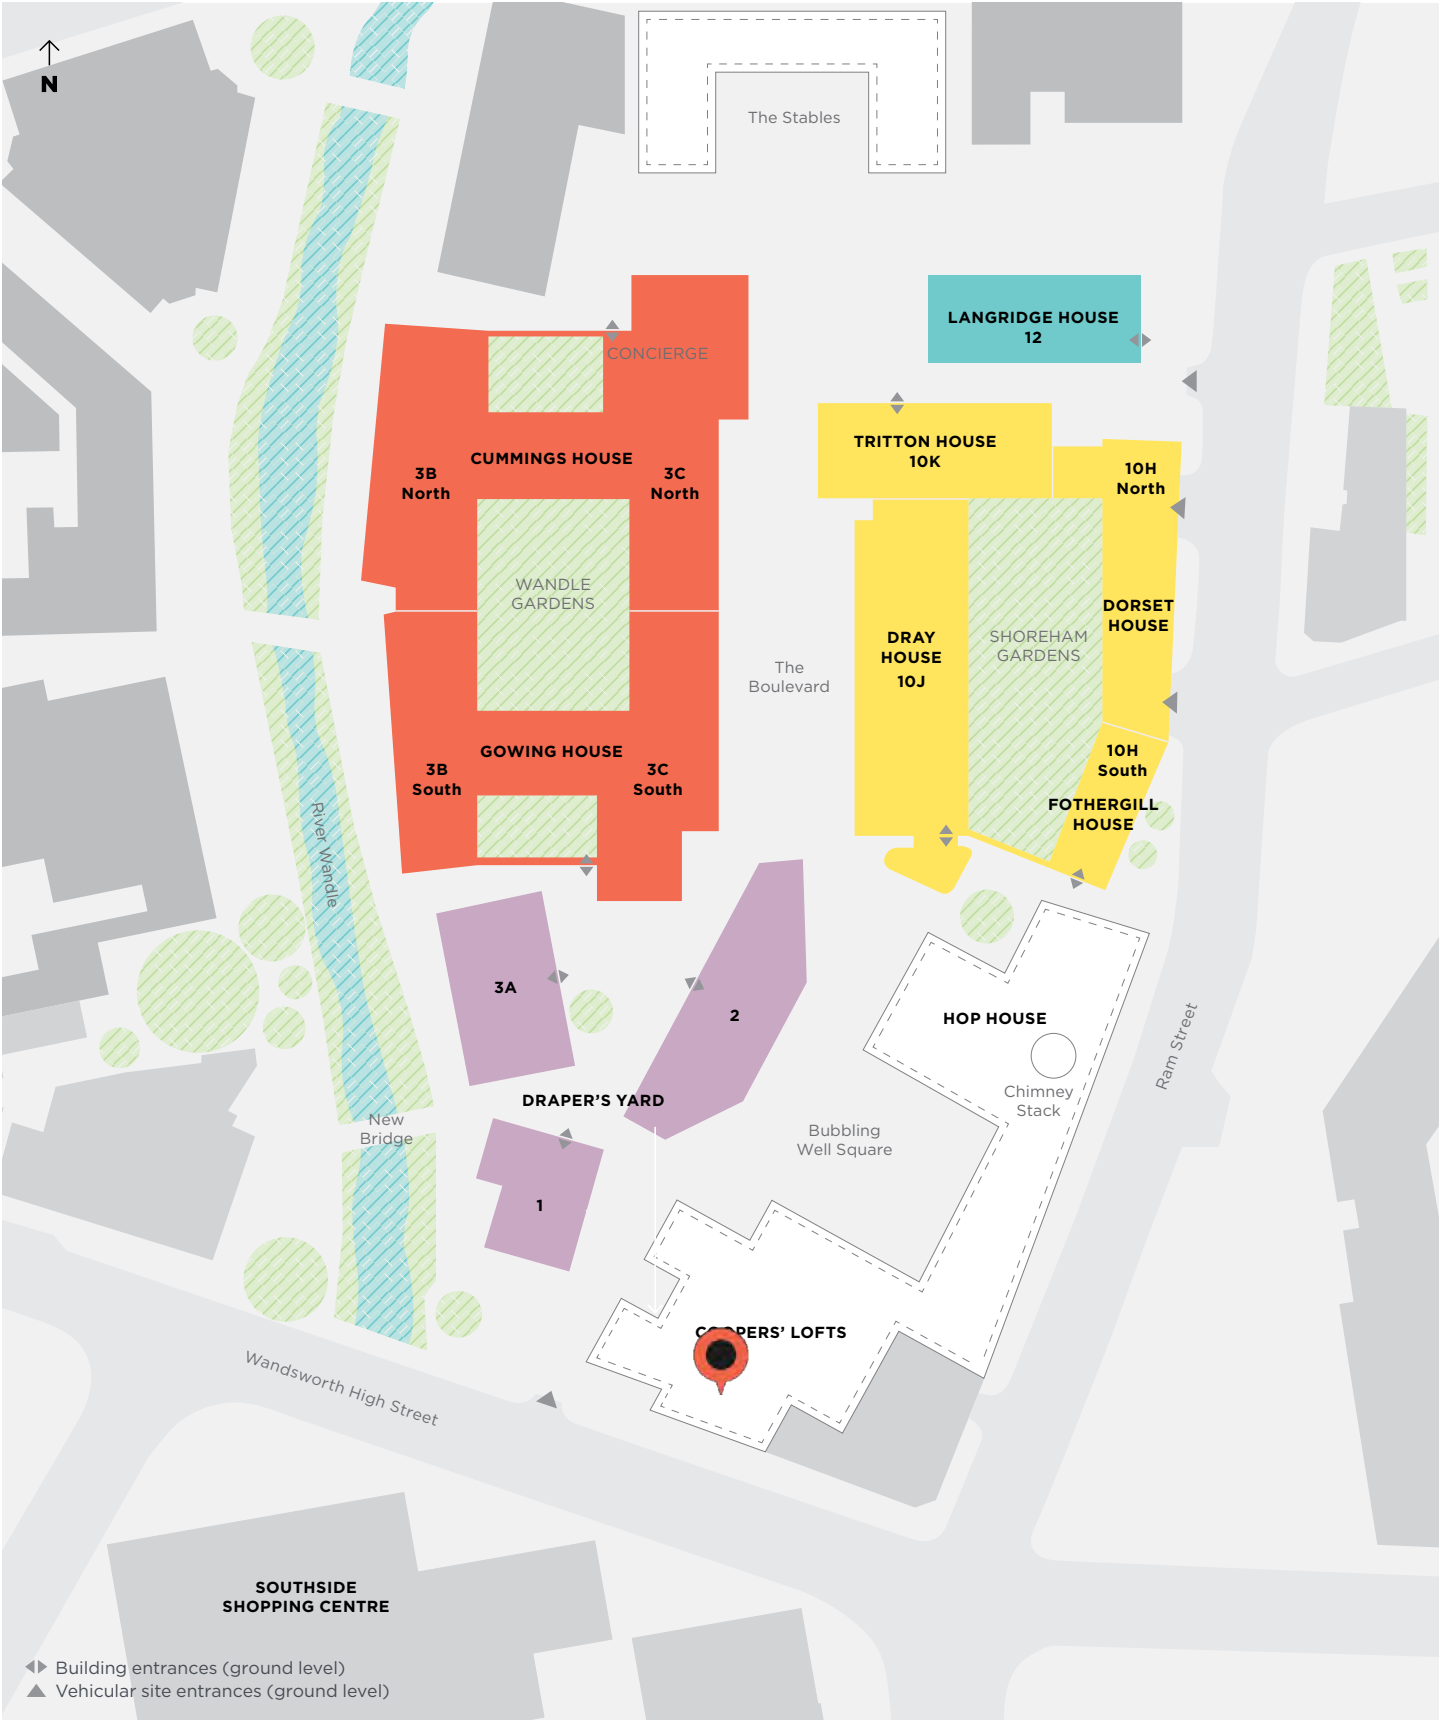 N
The Stables
LANGRIDGE HOUSE
12
CONCIERGE
TRITTON HOUSE
10K
CUMMINGS HOUSE
3B
North
3C
North
10H
North
WANDLE
GARDENS
DORSET
HOUSE
DRAY
HOUSE
10J
SHOREHAM
GARDENS
The
Boulevard
GOWING HOUSE
3B
South
3C
South
10H
South
FOTHERGILL
HOUSE
River Wandle
3A
2
HOP HOUSE
Ram Street
DRAPER'S YARD
Chimney
Stack
New
Bridge
Bubbling
Well Square
1
COOPERS' LOFTS
Wandsworth High Street
SOUTHSIDE
SHOPPING CENTRE
Building entrances (ground level)
Vehicular site entrances (ground level)